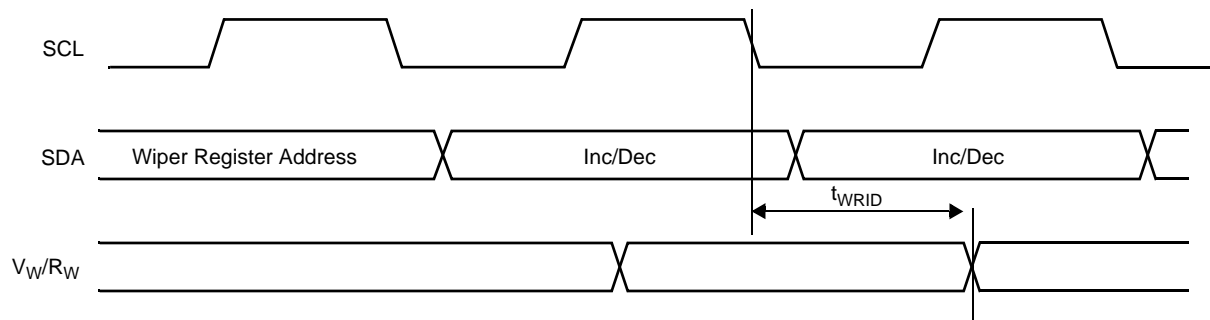 SCL
SDA Wiper Register Address Inc/Dec Inc/Dec
tWRID
VW/RW